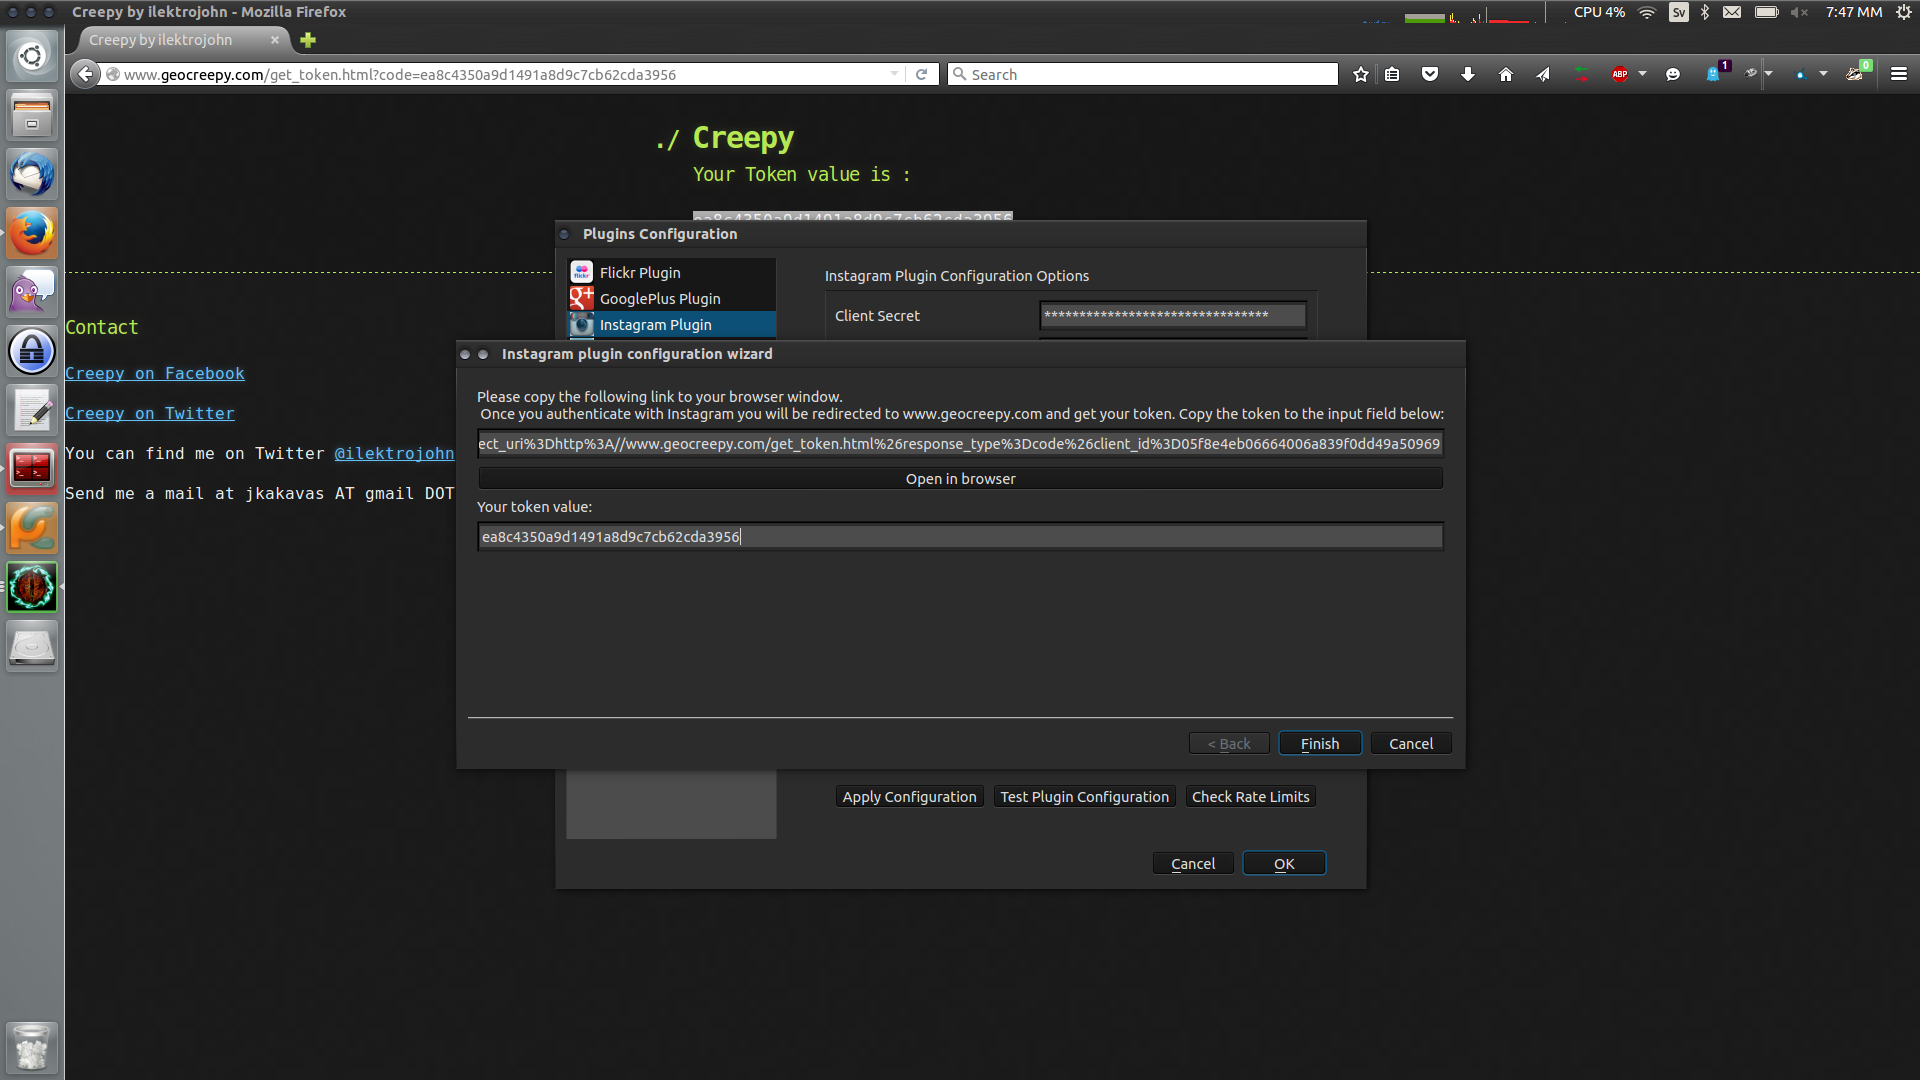 Creepy by ilektrojohn - Mozilla Firefox
CPU 4%
Sv
7:47 MM
Creepy by ilektrojohn
www.geocreepy.com/get_token.html?code=ea8c4350a9d1491a8d9c7cb62cda3956
Search
ABP
1
0
./ Creepy
Your Token value is :
ea8c4350a9d1491a8d9c7cb62cda3956
Plugins Configuration
flickr
Flickr Plugin
g+
GooglePlus Plugin
Instagram Plugin
Instagram Plugin Configuration Options
Client Secret
********************************
Contact
Creepy on Facebook
Creepy on Twitter
You can find me on Twitter @ilektrojohn
Send me a mail at jkakavas AT gmail DOT
Instagram plugin configuration wizard
Please copy the following link to your browser window.
Once you authenticate with Instagram you will be redirected to www.geocreepy.com and get your token. Copy the token to the input field below:
ect_uri%3Dhttp%3A//www.geocreepy.com/get_token.html%26response_type%3Dcode%26client_id%3D05f8e4eb06664006a839f0dd49a50969
Open in browser
Your token value:
ea8c4350a9d1491a8d9c7cb62cda3956
< Back
Finish
Cancel
Apply Configuration
Test Plugin Configuration
Check Rate Limits
Cancel
OK